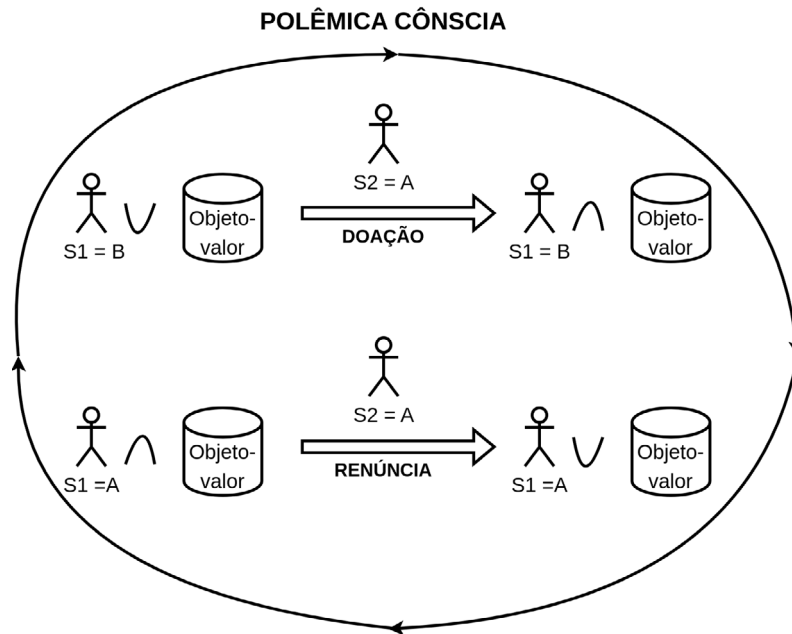 POLÊMICA CÔNSCIA
S2 = A
Objeto-
valor
S1 = B
DOAÇÃO
Objeto-
valor
S1 = B
S2 = A
Objeto-
valor
S1 =A
RENÚNCIA
Objeto-
valor
S1 =A